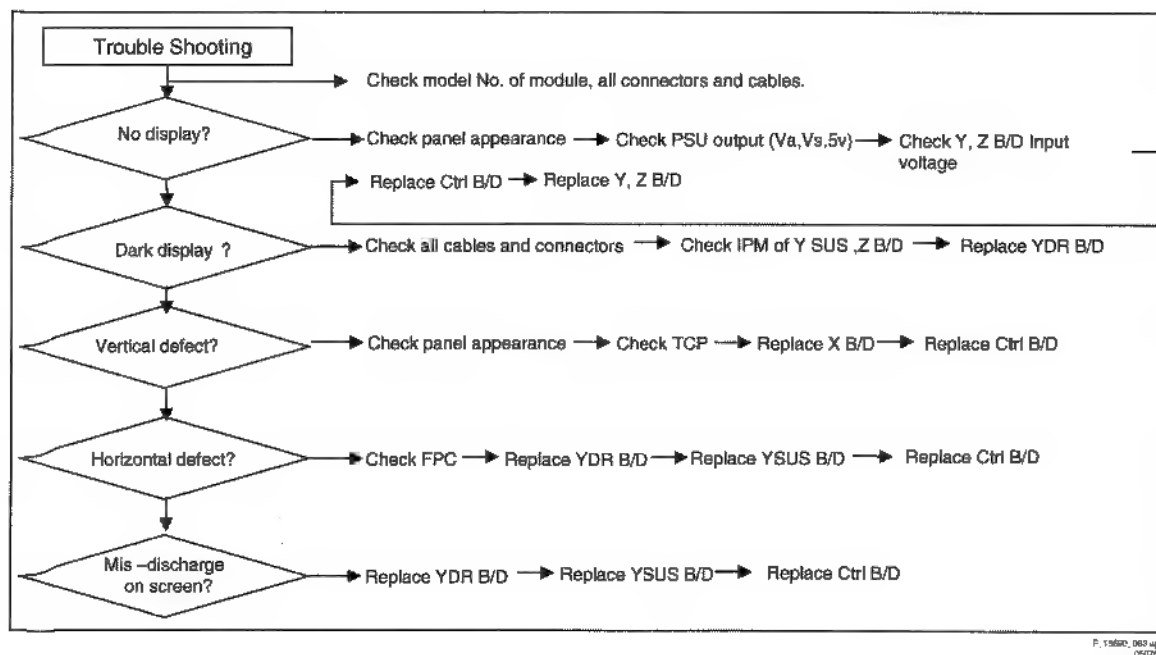 Trouble Shooting
Check model No. of module, all connectors and cables.
No display?
Check panel appearance
Check PSU output (Va,Vs,5v)
Check Y, Z B/D Input
voltage
Replace Ctrl B/D
Replace Y, Z B/D
Dark display ?
Check all cables and connectors
Check IPM of Y SUS ,Z B/D
Replace YDR B/D
Vertical defect?
Check panel appearance
Check TCP
Replace X B/D
Replace Ctrl B/D
Horizontal defect?
Check FPC
Replace YDR B/D
Replace YSUS B/D
Replace Ctrl B/D
Mis –discharge
on screen?
Replace YDR B/D
Replace YSUS B/D
Replace Ctrl B/D